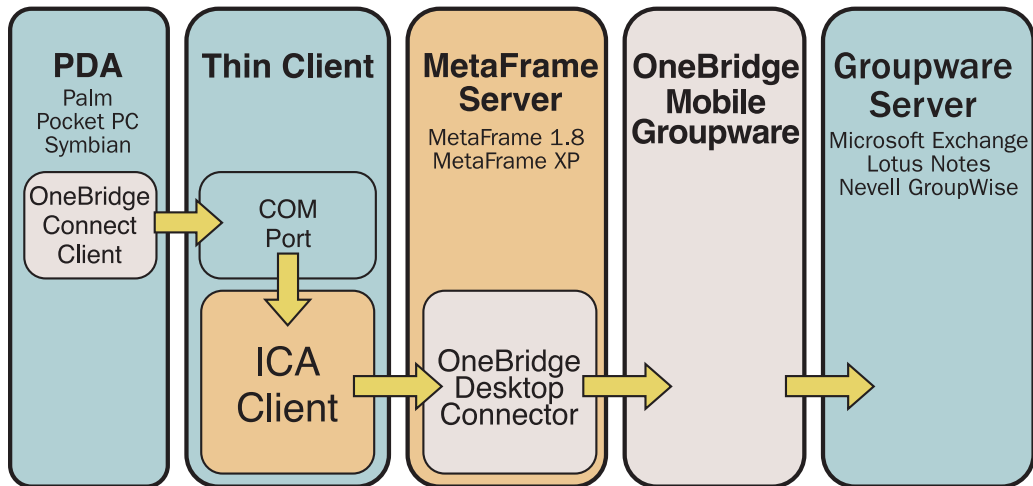 PDA
Palm
Pocket PC
Symbian
OneBridge
Connect
Client
Thin Client
COM
Port
ICA
Client
MetaFrame
Server
MetaFrame 1.8
MetaFrame XP
OneBridge
Desktop
Connector
OneBridge
Mobile
Groupware
Groupware
Server
Microsoft Exchange
Lotus Notes
Nevell GroupWise